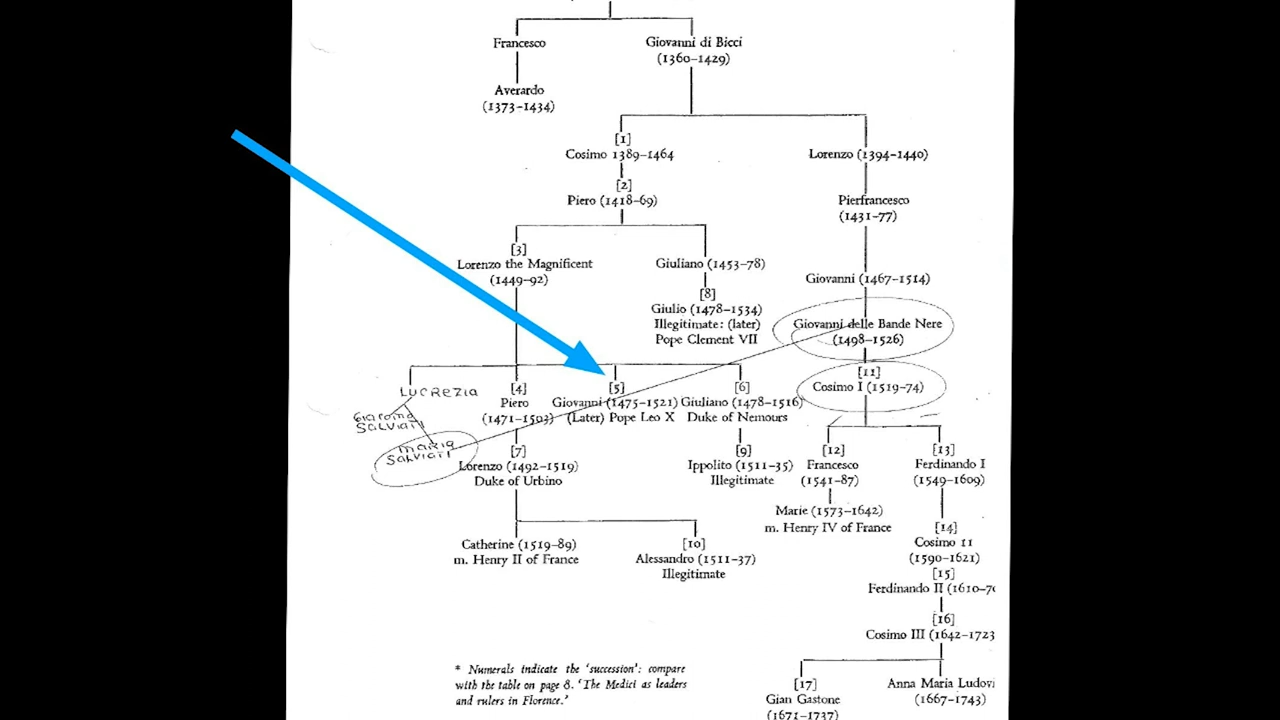 Francesco
Giovanni di Bicci
(1360–1429)
Averardo
(1373–1434)
[1]
Cosimo 1389–1464
Lorenzo (1394–1440)
[2]
Piero (1418–69)
Pierfrancesco
(1431–77)
[3]
Lorenzo the Magnificent
(1449–92)
Giuliano (1453–78)
Giovanni (1467–1514)
[8]
Giulio (1478–1534)
Illegitimate: (later)
Pope Clement VII
Giovanni delle Bande Nere
(1498–1526)
[11]
Cosimo I (1519–74)
LUCREZIA
[4]
Piero
(1471–1503)
[5]
Giovanni (1475–1521)
(Later) Pope Leo X
[6]
Giuliano (1478–1516)
Duke of Nemours
SALVIATI
MARIA
SALVIATI
[7]
Lorenzo (1492–1519)
Duke of Urbino
[9]
Ippolito (1511–35)
Illegitimate
[12]
Francesco
(1541–87)
[13]
Ferdinando I
(1549–1609)
Marie (1573–1642)
m. Henry IV of France
Catherine (1519–89)
m. Henry II of France
[10]
Alessandro (1511–37)
Illegitimate
[14]
Cosimo 11
(1590–1621)
[15]
Ferdinando II (1610–70
[16]
Cosimo III (1642–1723
[17]
Gian Gastone
(1671–1737)
Anna Maria Ludovi
(1667–1743)
* Numerals indicate the 'succession': compare
with the table on page 8. 'The Medici as leaders
and rulers in Florence.'